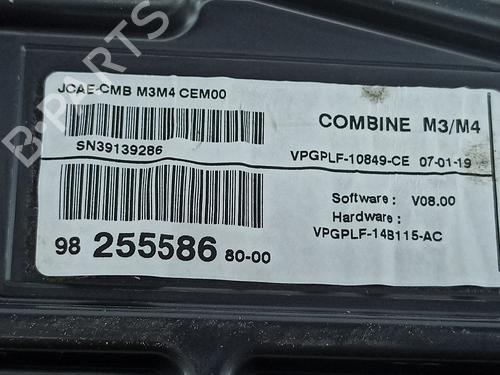 B-PARTS
JCAE-CMB M3M4 CEM00
COMBINE M3/M4
SN39139286
VPGPLF-10849-CE 07-01-19
Software : V08.00
Hardware :
VPGPLF-14B115-AC
98 255586 80-00